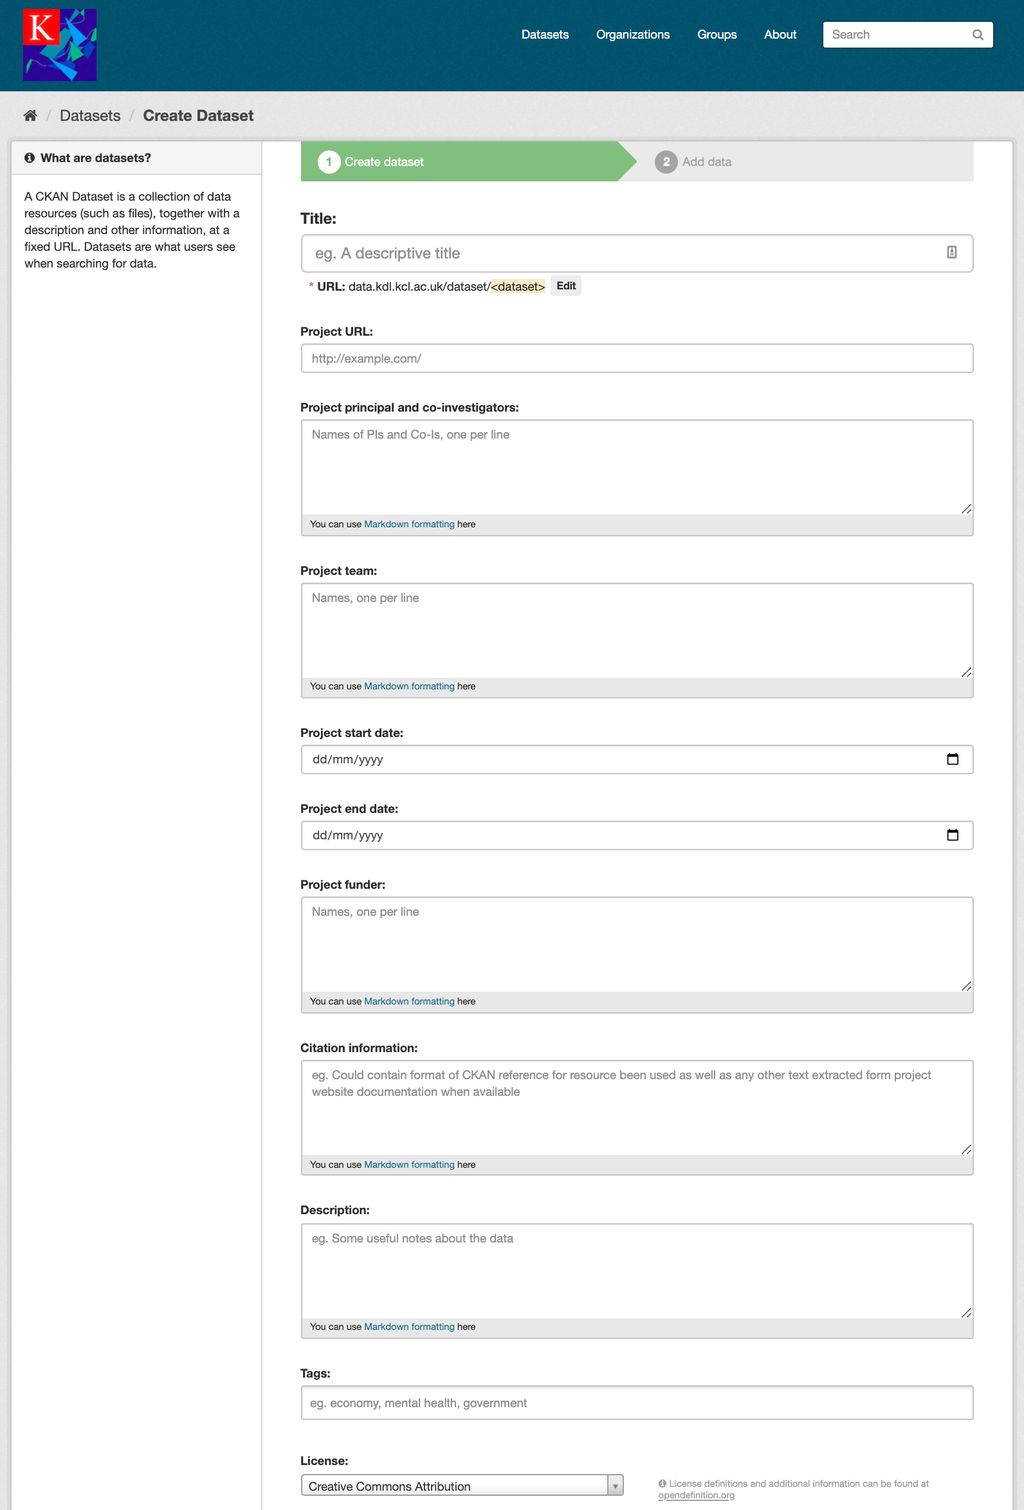 K
Datasets Organizations Groups About Search
/ Datasets / Create Dataset
What are datasets?
A CKAN Dataset is a collection of data
resources (such as files), together with a
description and other information, at a
fixed URL. Datasets are what users see
when searching for data.
1 Create dataset 2 Add data
Title:
eg. A descriptive title
* URL: data.kdl.kcl.ac.uk/dataset/<dataset> Edit
Project URL:
http://example.com/
Project principal and co-investigators:
Names of PIs and Co-Is, one per line
You can use Markdown formatting here
Project team:
Names, one per line
You can use Markdown formatting here
Project start date:
dd/mm/yyyy
Project end date:
dd/mm/yyyy
Project funder:
Names, one per line
You can use Markdown formatting here
Citation information:
eg. Could contain format of CKAN reference for resource been used as well as any other text extracted form project
website documentation when available
You can use Markdown formatting here
Description:
eg. Some useful notes about the data
You can use Markdown formatting here
Tags:
eg. economy, mental health, government
License:
Creative Commons Attribution
License definitions and additional information can be found at
opendefinition.org